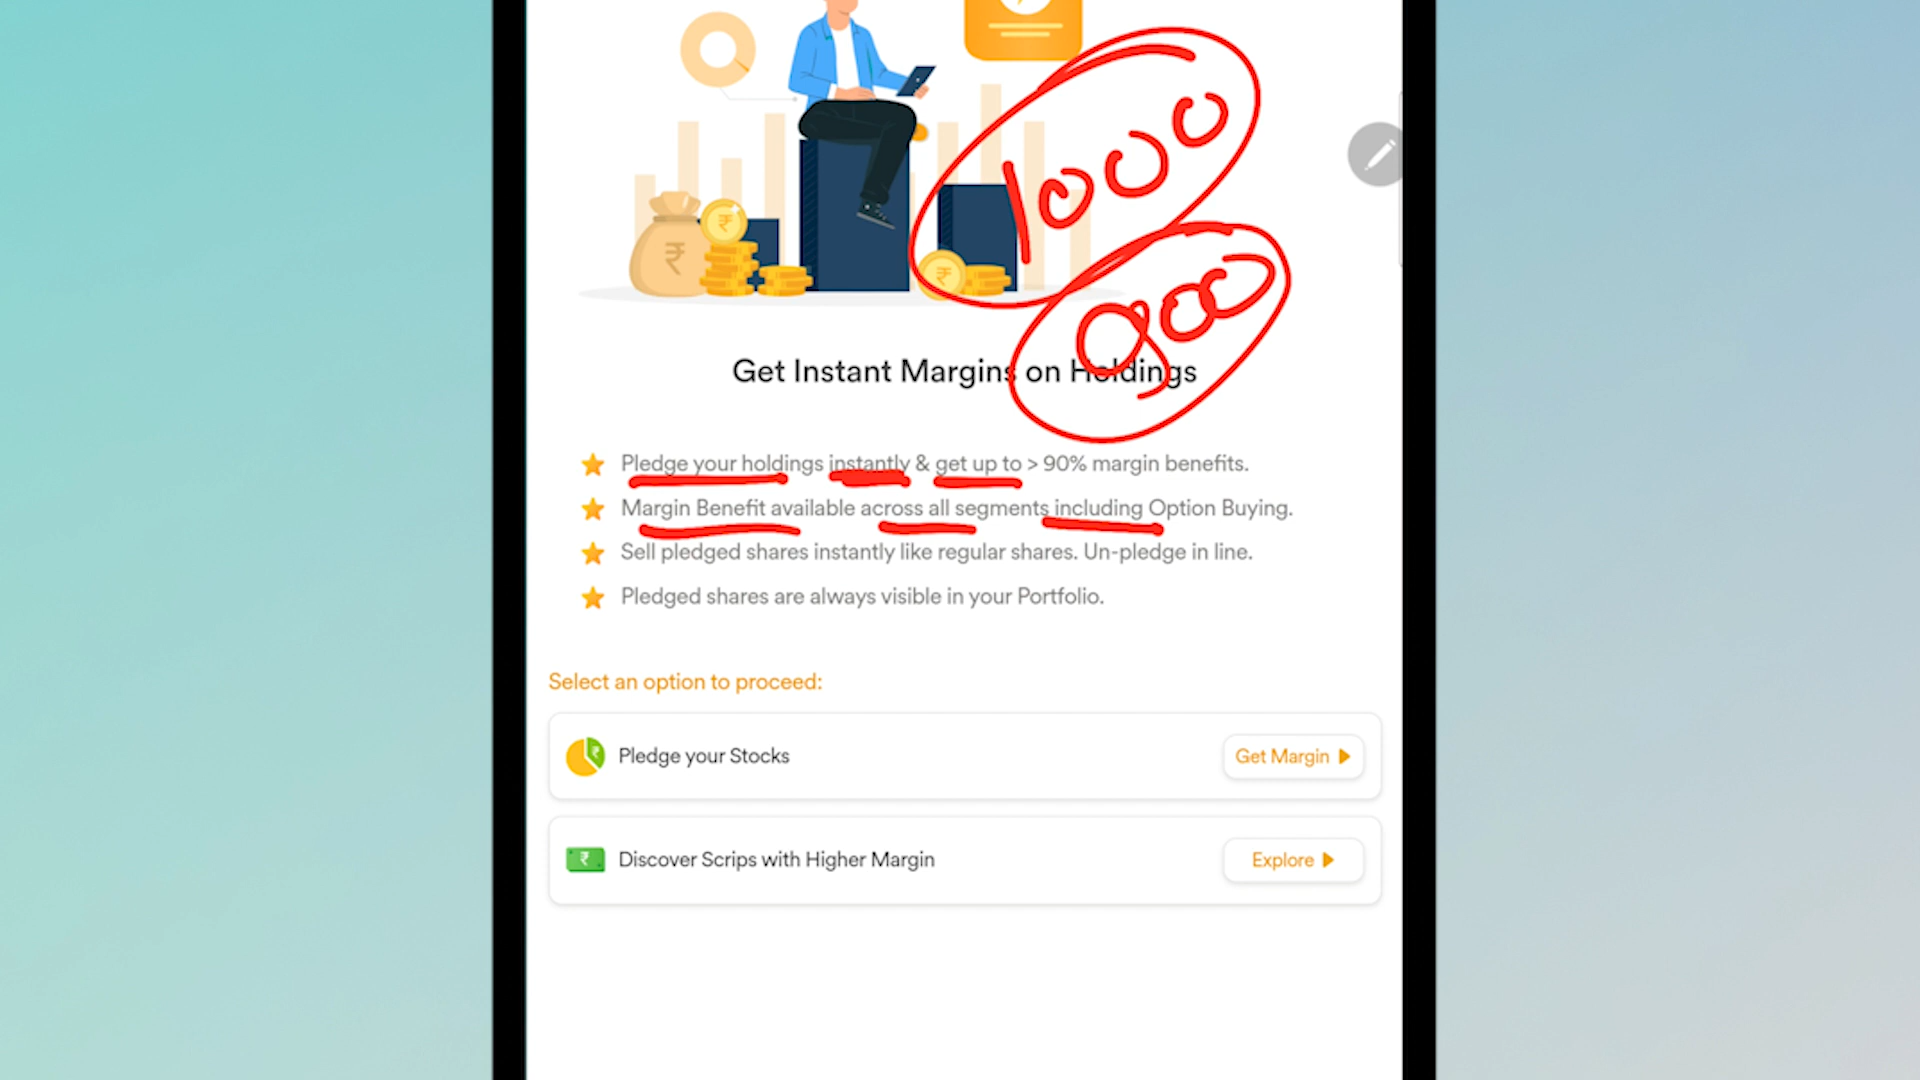 1000
900
Get Instant Margins on Holdings
Pledge your holdings instantly & get up to > 90% margin benefits.
Margin Benefit available across all segments including Option Buying.
Sell pledged shares instantly like regular shares. Un-pledge in line.
Pledged shares are always visible in your Portfolio.
Select an option to proceed:
Pledge your Stocks
Get Margin
Discover Scrips with Higher Margin
Explore